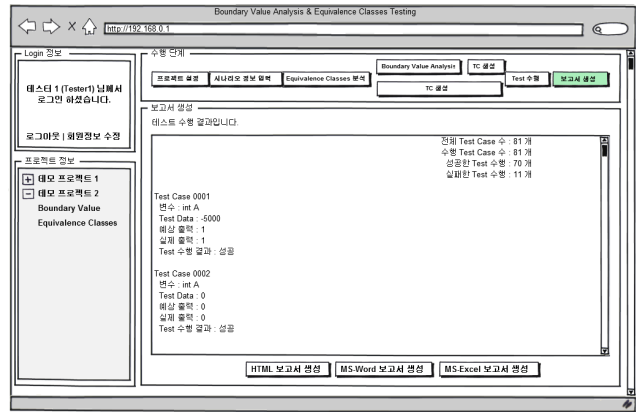 Boundary Value Analysis & Equivalence Classes Testing
http://192.168.0.1
Login 정보
테스터 1 (Tester1) 님께서
로그인 하셨습니다.
로그아웃 | 회원정보 수정
프로젝트 정보
데모 프로젝트 1
데모 프로젝트 2
Boundary Value
Equivalence Classes
수행 단계
프로젝트 설정
시나리오 정보 입력
Equivalence Classes 분석
Boundary Value Analysis
TC 생성
TC 생성
Test 수행
보고서 생성
보고서 생성
테스트 수행 결과입니다.
전체 Test Case 수 : 81 개
수행 Test Case 수 : 81 개
성공한 Test 수행 : 70 개
실패한 Test 수행 : 11 개
Test Case 0001
변수 : int A
Test Data : -5000
예상 출력 : 1
실제 출력 : 1
Test 수행 결과 : 성공
Test Case 0002
변수 : int A
Test Data : 0
예상 출력 : 0
실제 출력 : 0
Test 수행 결과 : 성공
HTML 보고서 생성
MS-Word 보고서 생성
MS-Excel 보고서 생성